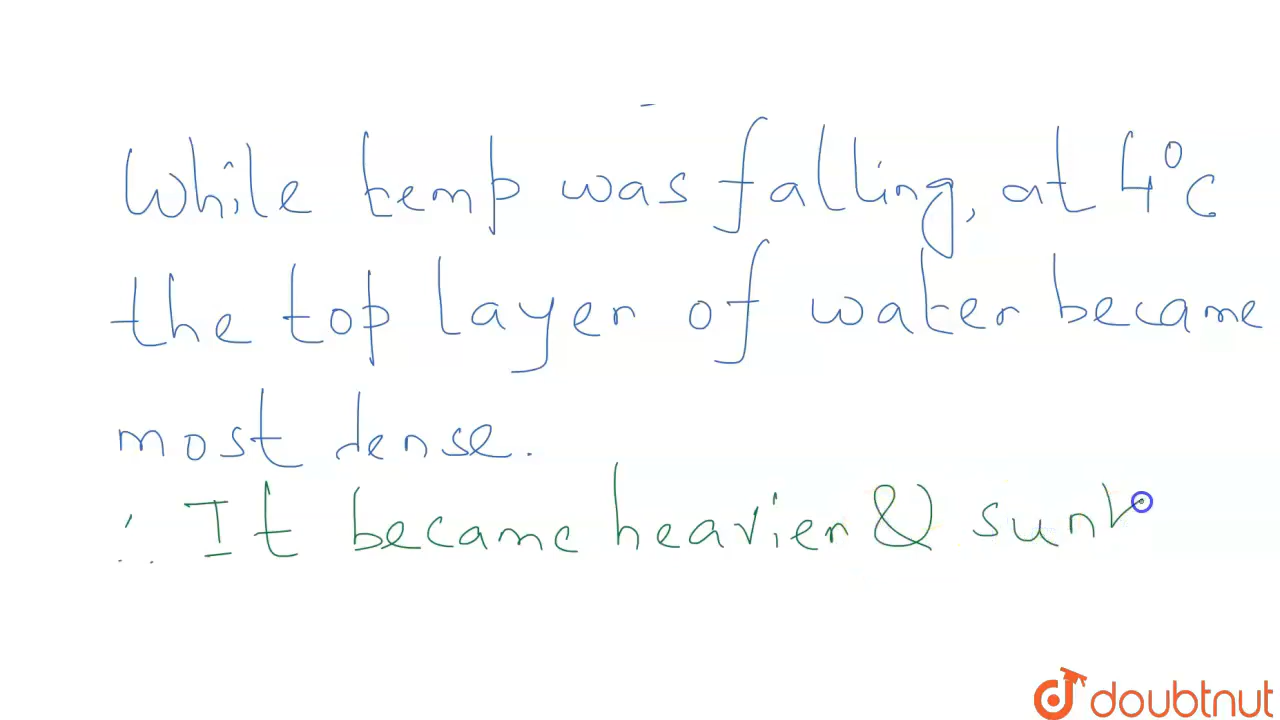 While temp was falling, at 4°C
the top layer of water became
most dense.
∴ It became heavier & sunk
doubtnut